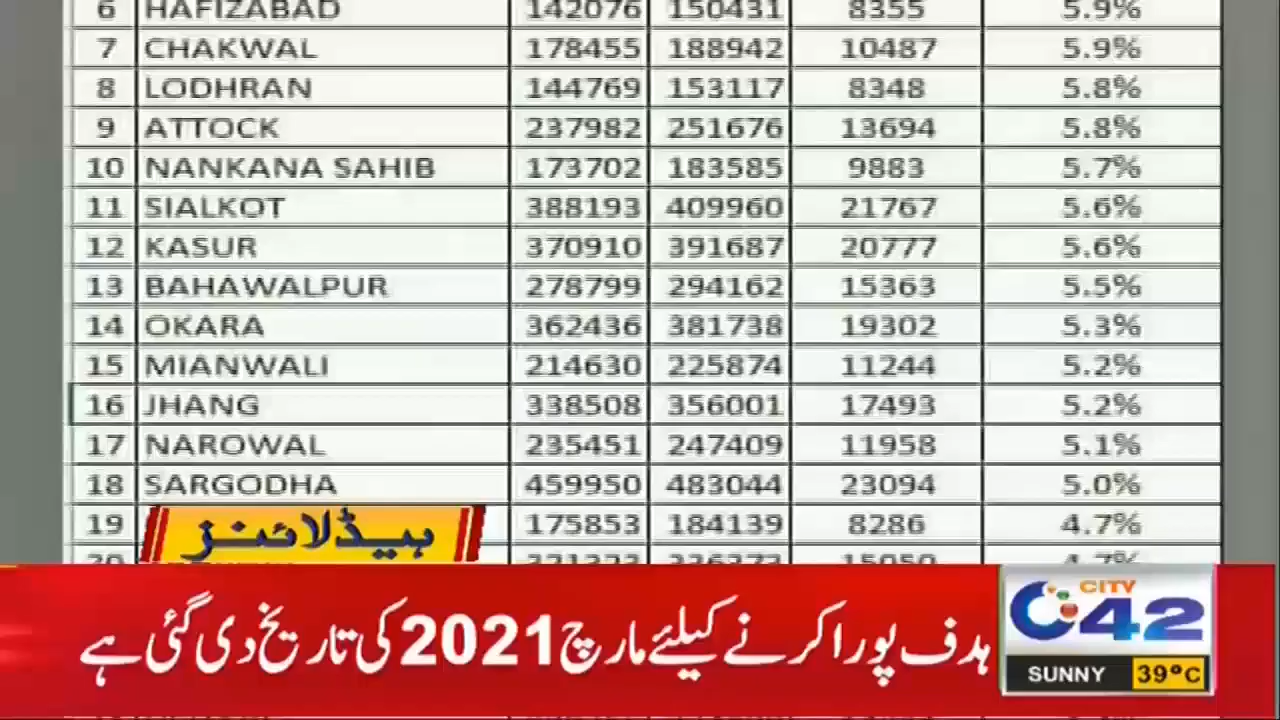 6 HAFIZABAD 142076 150431 8355 5.9%
7 CHAKWAL 178455 188942 10487 5.9%
8 LODHRAN 144769 153117 8348 5.8%
9 ATTOCK 237982 251676 13694 5.8%
10 NANKANA SAHIB 173702 183585 9883 5.7%
11 SIALKOT 388193 409960 21767 5.6%
12 KASUR 370910 391687 20777 5.6%
13 BAHAWALPUR 278799 294162 15363 5.5%
14 OKARA 362436 381738 19302 5.3%
15 MIANWALI 214630 225874 11244 5.2%
16 JHANG 338508 356001 17493 5.2%
17 NAROWAL 235451 247409 11958 5.1%
18 SARGODHA 459950 483044 23094 5.0%
19 175853 184139 8286 4.7%
ہیڈلائنز
20 4.7%
ہدف پورا کرنے کیلئے مارچ 2021 کی تاریخ دی گئی ہے
CITY
42
SUNNY 39°C